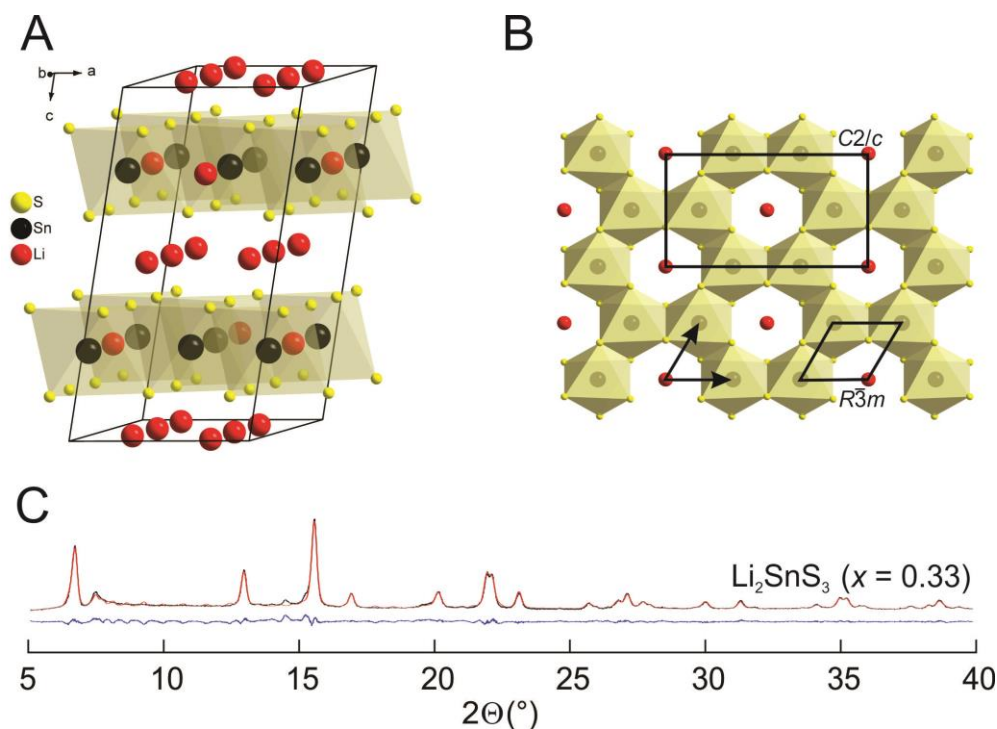 A
b a
c
S
Sn
Li
B
C2/c
R3̅m
C
Li₂SnS₃ (x = 0.33)
5 10 15 20 25 30 35 40
2Θ(°)